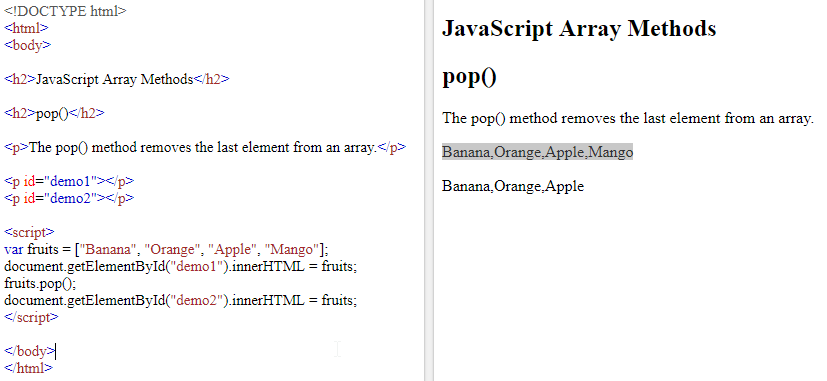 <!DOCTYPE html>
<html>
<body>
<h2>JavaScript Array Methods</h2>
<h2>pop()</h2>
<p>The pop() method removes the last element from an array.</p>
<p id="demo1"></p>
<p id="demo2"></p>
<script>
var fruits = ["Banana", "Orange", "Apple", "Mango"];
document.getElementById("demo1").innerHTML = fruits;
fruits.pop();
document.getElementById("demo2").innerHTML = fruits;
</script>
</body>
</html>
JavaScript Array Methods
pop()
The pop() method removes the last element from an array.
Banana,Orange,Apple,Mango
Banana,Orange,Apple